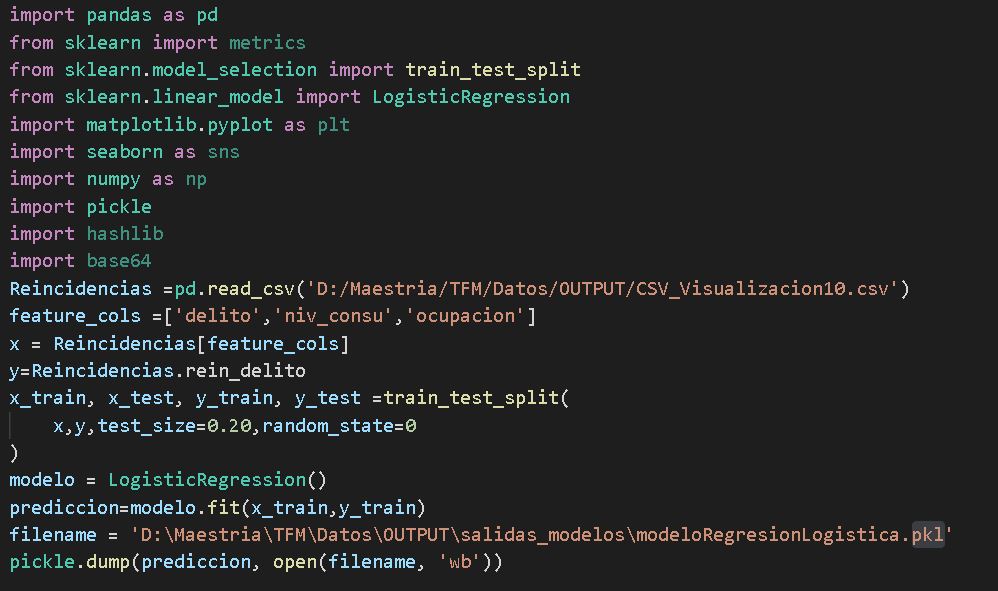 import pandas as pd
from sklearn import metrics
from sklearn.model_selection import train_test_split
from sklearn.linear_model import LogisticRegression
import matplotlib.pyplot as plt
import seaborn as sns
import numpy as np
import pickle
import hashlib
import base64
Reincidencias =pd.read_csv('D:/Maestria/TFM/Datos/OUTPUT/CSV_Visualizacion10.csv')
feature_cols =['delito','niv_consu','ocupacion']
x = Reincidencias[feature_cols]
y=Reincidencias.rein_delito
x_train, x_test, y_train, y_test =train_test_split(
    x,y,test_size=0.20,random_state=0
)
modelo = LogisticRegression()
prediccion=modelo.fit(x_train,y_train)
filename = 'D:\Maestria\TFM\Datos\OUTPUT\salidas_modelos\modeloRegresionLogistica.pkl'
pickle.dump(prediccion, open(filename, 'wb'))